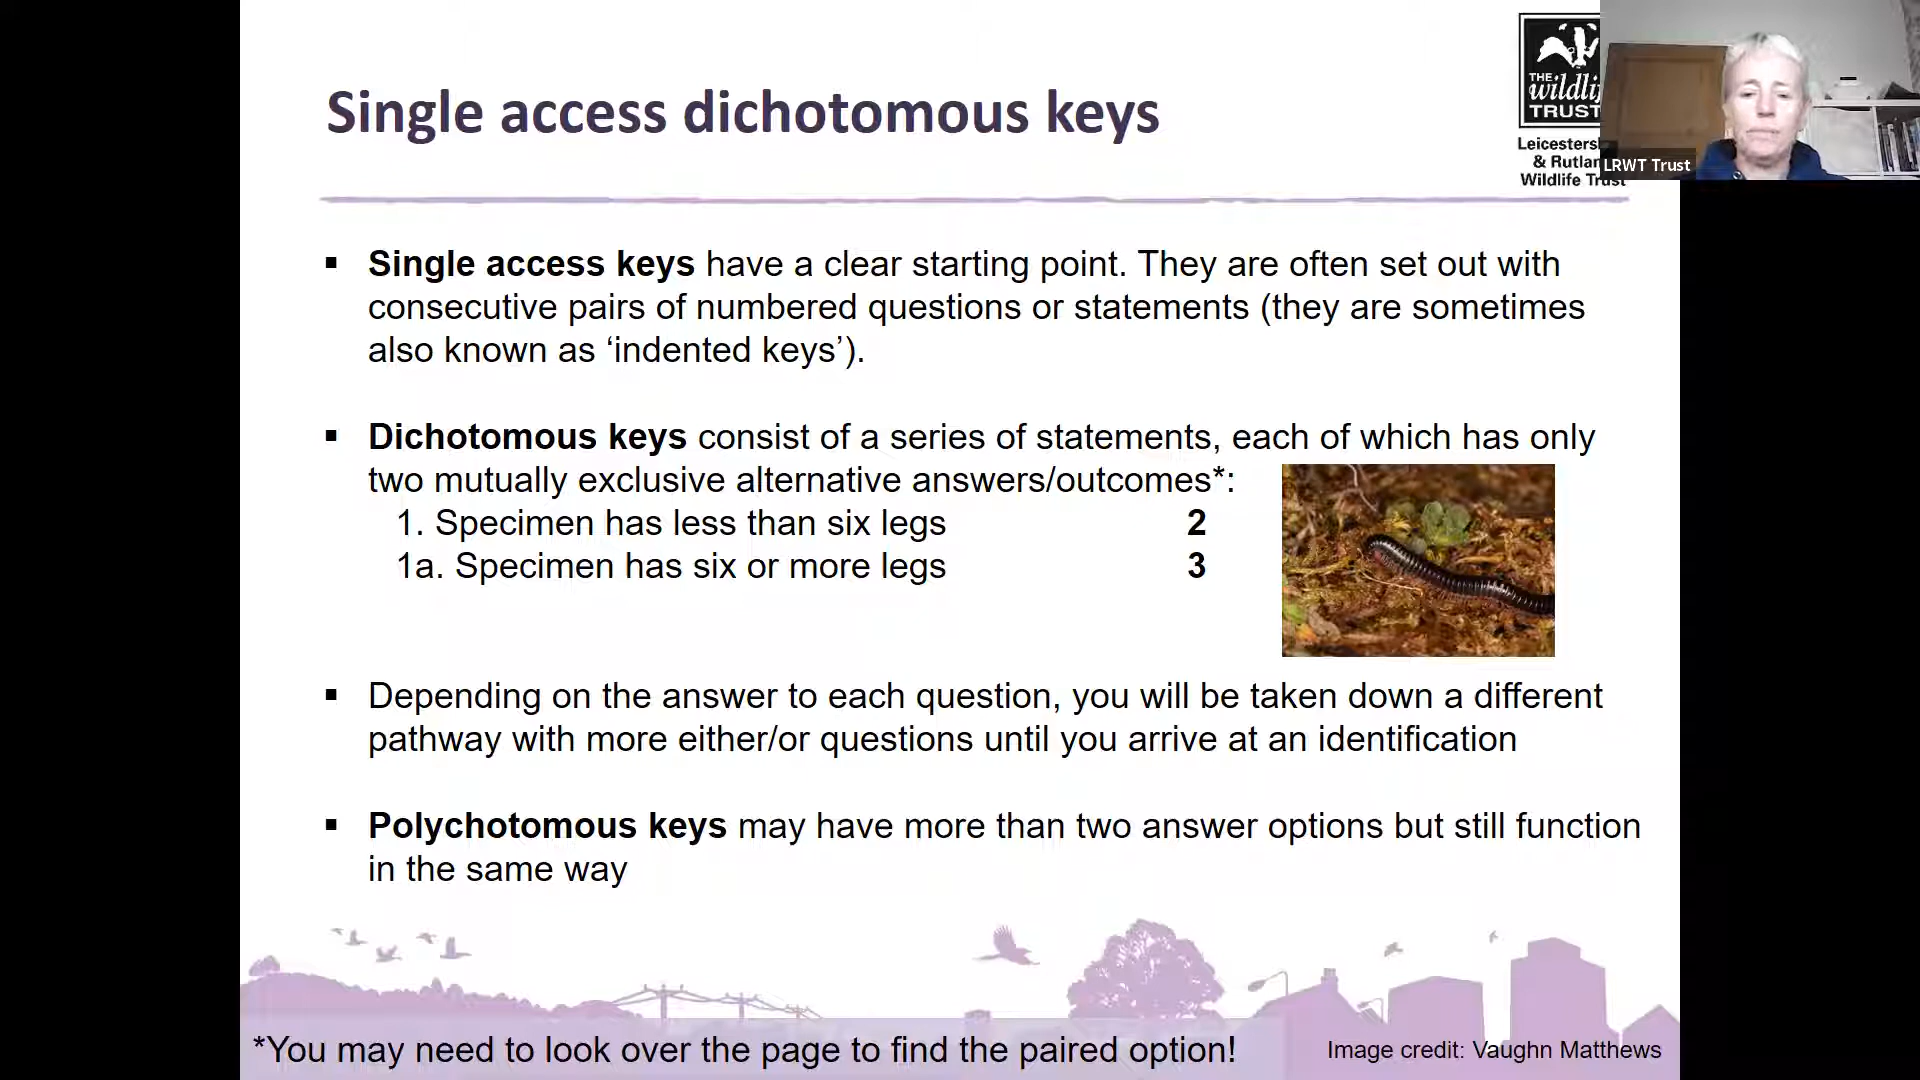 Single access dichotomous keys
THE
wildli
TRUST
Leicesters
& Rutlan
Wildlife Trust
LRWT Trust
▪ Single access keys have a clear starting point. They are often set out with
consecutive pairs of numbered questions or statements (they are sometimes
also known as ‘indented keys’).
▪ Dichotomous keys consist of a series of statements, each of which has only
two mutually exclusive alternative answers/outcomes*:
1. Specimen has less than six legs 2
1a. Specimen has six or more legs 3
▪ Depending on the answer to each question, you will be taken down a different
pathway with more either/or questions until you arrive at an identification
▪ Polychotomous keys may have more than two answer options but still function
in the same way
*You may need to look over the page to find the paired option!
Image credit: Vaughn Matthews